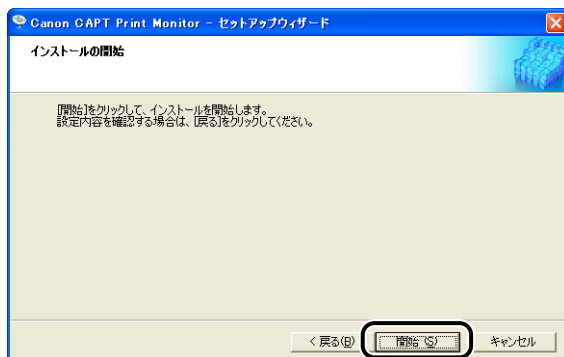 Canon CAPT Print Monitor - セットアップウィザード
インストールの開始
[開始]をクリックして、インストールを開始します。
設定内容を確認する場合は、[戻る]をクリックしてください。
< 戻る(B) 開始(S) キャンセル